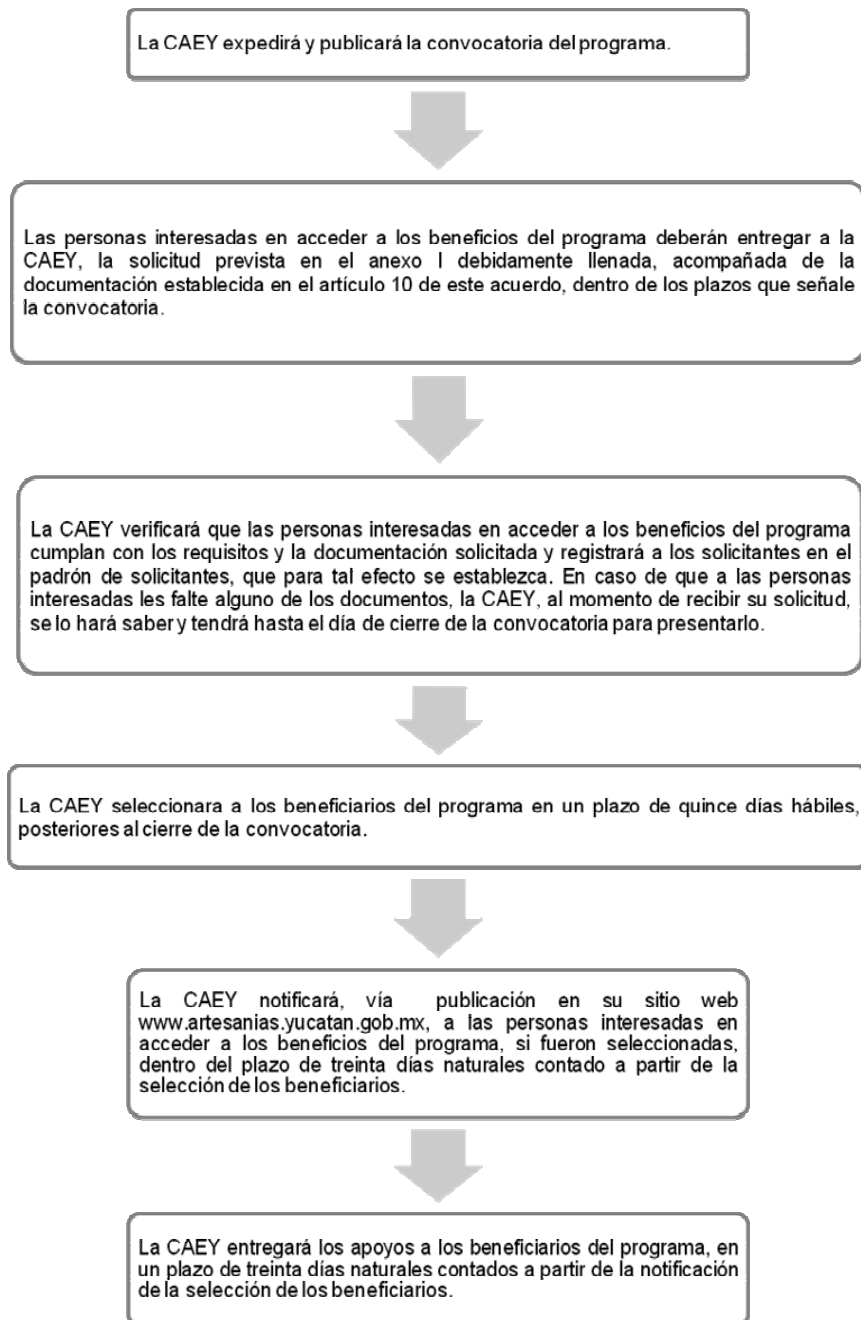 La CAEY expedirá y publicará la convocatoria del programa.
Las personas interesadas en acceder a los beneficios del programa deberán entregar a la
CAEY, la solicitud prevista en el anexo I debidamente llenada, acompañada de la
documentación establecida en el artículo 10 de este acuerdo, dentro de los plazos que señale
la convocatoria.
La CAEY verificará que las personas interesadas en acceder a los beneficios del programa
cumplan con los requisitos y la documentación solicitada y registrará a los solicitantes en el
padrón de solicitantes, que para tal efecto se establezca. En caso de que a las personas
interesadas les falte alguno de los documentos, la CAEY, al momento de recibir su solicitud,
se lo hará saber y tendrá hasta el día de cierre de la convocatoria para presentarlo.
La CAEY seleccionara a los beneficiarios del programa en un plazo de quince días hábiles,
posteriores al cierre de la convocatoria.
La CAEY notificará, vía publicación en su sitio web
www.artesanias.yucatan.gob.mx, a las personas interesadas en
acceder a los beneficios del programa, si fueron seleccionadas,
dentro del plazo de treinta días naturales contado a partir de la
selección de los beneficiarios.
La CAEY entregará los apoyos a los beneficiarios del programa, en
un plazo de treinta días naturales contados a partir de la notificación
de la selección de los beneficiarios.